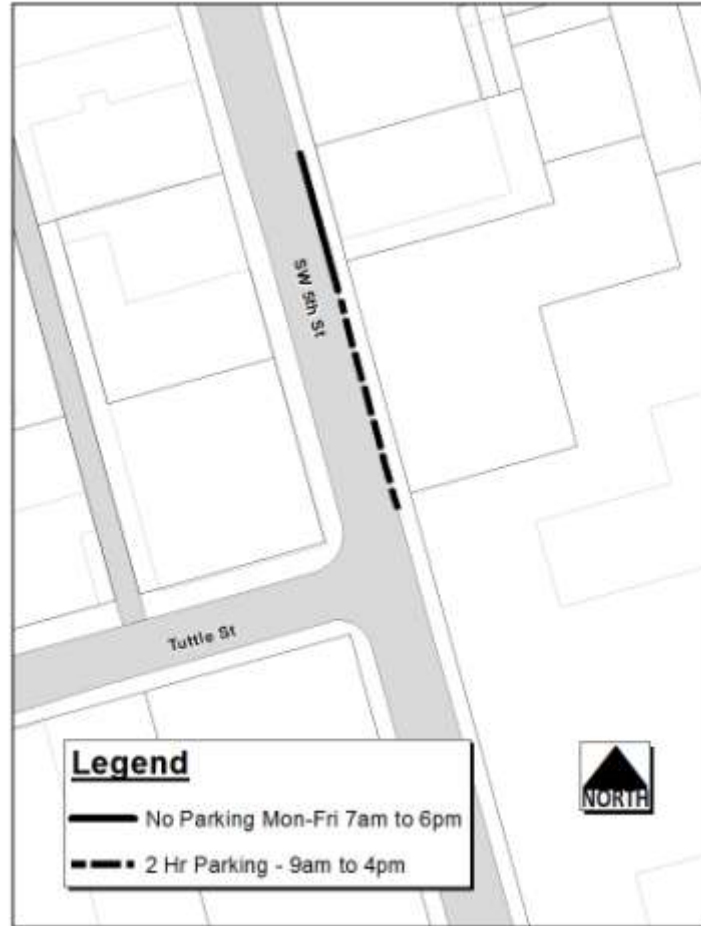 SW 5th St
Tuttle St
Legend
No Parking Mon-Fri 7am to 6pm
2 Hr Parking - 9am to 4pm
NORTH